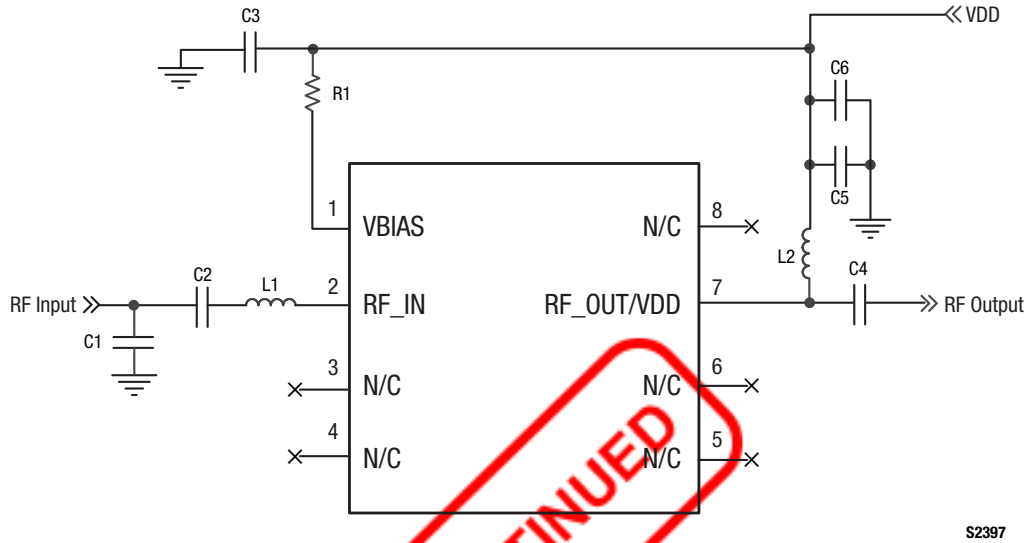 C3
VDD
C6
R1
C5
1
VBIAS
N/C
8
L2
C4
C2
L1
2
RF Input
RF_IN
RF_OUT/VDD
7
RF Output
C1
3
N/C
N/C
6
4
N/C
N/C
5
TINUED
S2397